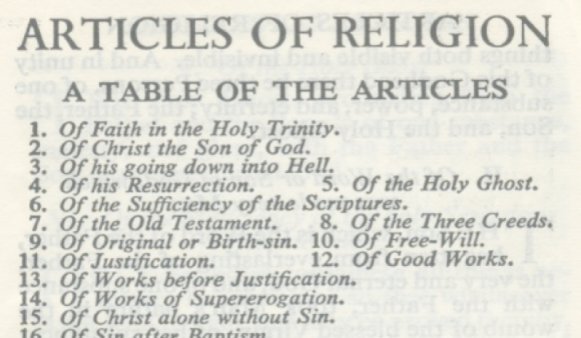 ARTICLES OF RELIGION
A TABLE OF THE ARTICLES
1. Of Faith in the Holy Trinity.
2. Of Christ the Son of God.
3. Of his going down into Hell.
4. Of his Resurrection. 5. Of the Holy Ghost.
6. Of the Sufficiency of the Scriptures.
7. Of the Old Testament. 8. Of the Three Creeds.
9. Of Original or Birth-sin. 10. Of Free-Will.
11. Of Justification. 12. Of Good Works.
13. Of Works before Justification.
14. Of Works of Supererogation.
15. Of Christ alone without Sin.
16. Of Sin after Baptism.